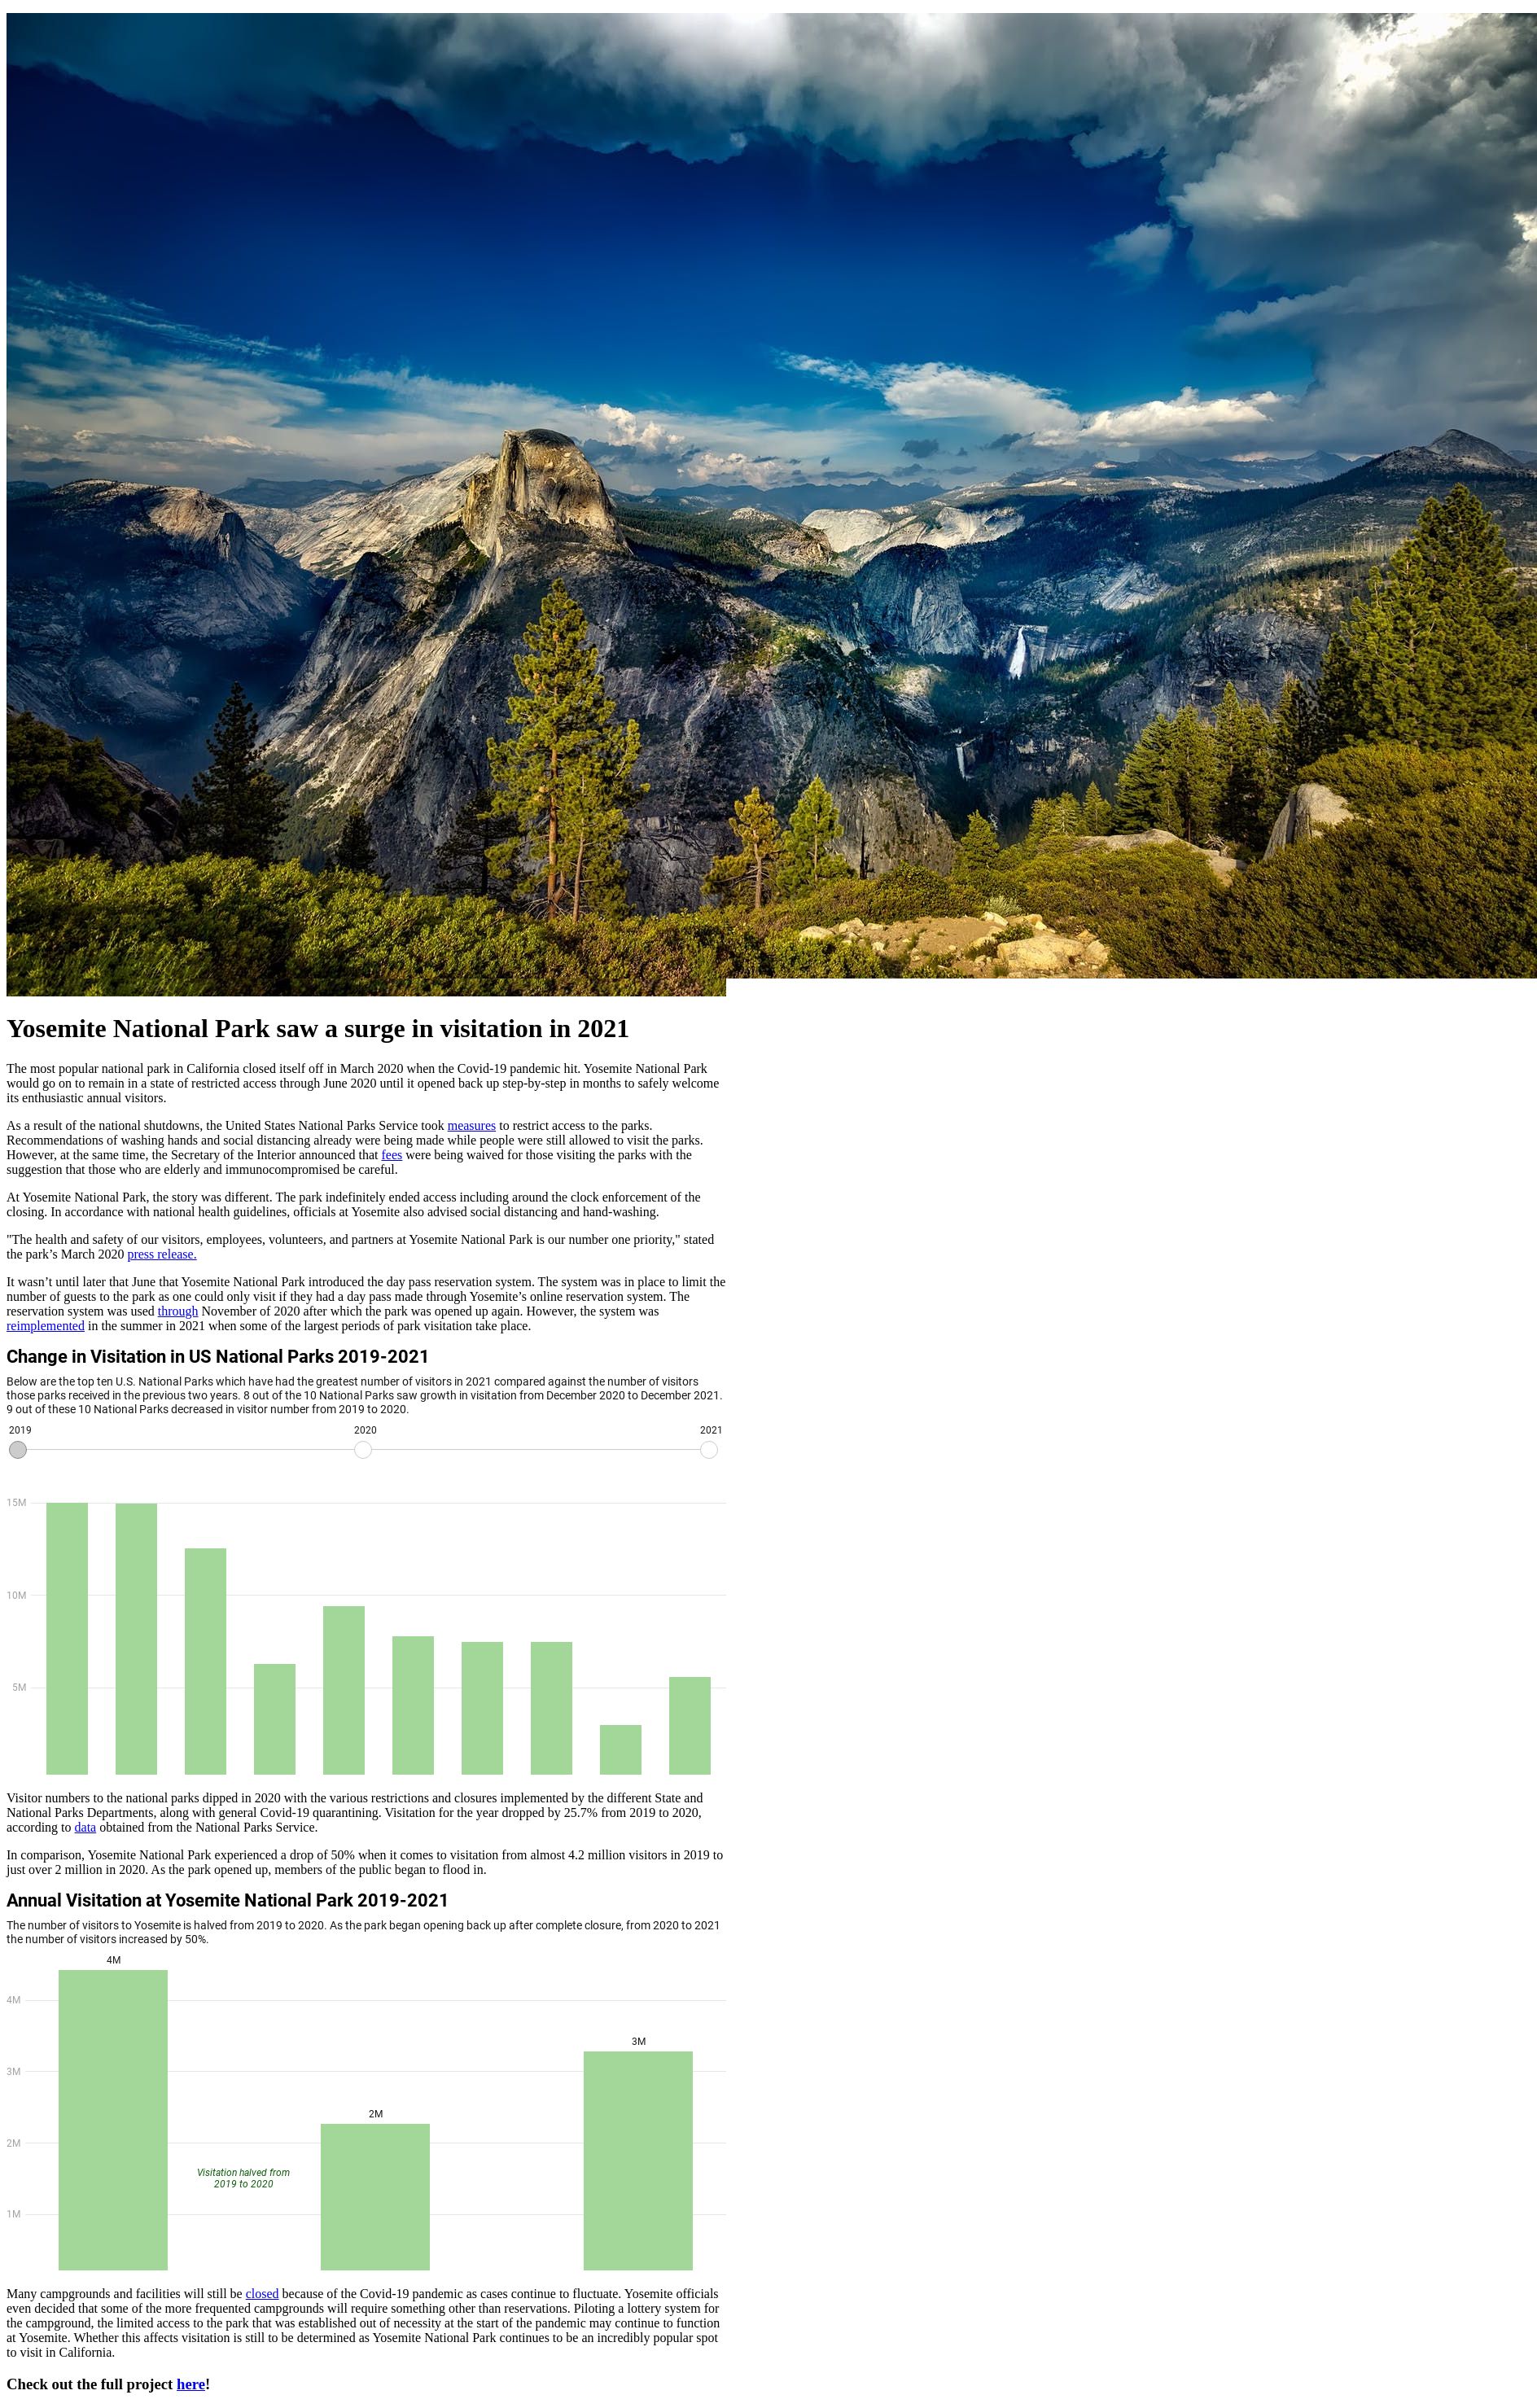 Yosemite National Park saw a surge in visitation in 2021
The most popular national park in California closed itself off in March 2020 when the Covid-19 pandemic hit. Yosemite National Park
would go on to remain in a state of restricted access through June 2020 until it opened back up step-by-step in months to safely welcome
its enthusiastic annual visitors.
As a result of the national shutdowns, the United States National Parks Service took measures to restrict access to the parks.
Recommendations of washing hands and social distancing already were being made while people were still allowed to visit the parks.
However, at the same time, the Secretary of the Interior announced that fees were being waived for those visiting the parks with the
suggestion that those who are elderly and immunocompromised be careful.
At Yosemite National Park, the story was different. The park indefinitely ended access including around the clock enforcement of the
closing. In accordance with national health guidelines, officials at Yosemite also advised social distancing and hand-washing.
"The health and safety of our visitors, employees, volunteers, and partners at Yosemite National Park is our number one priority," stated
the park’s March 2020 press release.
It wasn’t until later that June that Yosemite National Park introduced the day pass reservation system. The system was in place to limit the
number of guests to the park as one could only visit if they had a day pass made through Yosemite’s online reservation system. The
reservation system was used through November of 2020 after which the park was opened up again. However, the system was
reimplemented in the summer in 2021 when some of the largest periods of park visitation take place.
Change in Visitation in US National Parks 2019-2021
Below are the top ten U.S. National Parks which have had the greatest number of visitors in 2021 compared against the number of visitors
those parks received in the previous two years. 8 out of the 10 National Parks saw growth in visitation from December 2020 to December 2021.
9 out of these 10 National Parks decreased in visitor number from 2019 to 2020.
2019 2020 2021
15M
10M
5M
Visitor numbers to the national parks dipped in 2020 with the various restrictions and closures implemented by the different State and
National Parks Departments, along with general Covid-19 quarantining. Visitation for the year dropped by 25.7% from 2019 to 2020,
according to data obtained from the National Parks Service.
In comparison, Yosemite National Park experienced a drop of 50% when it comes to visitation from almost 4.2 million visitors in 2019 to
just over 2 million in 2020. As the park opened up, members of the public began to flood in.
Annual Visitation at Yosemite National Park 2019-2021
The number of visitors to Yosemite is halved from 2019 to 2020. As the park began opening back up after complete closure, from 2020 to 2021
the number of visitors increased by 50%.
4M
4M
3M
3M
2M
2M
Visitation halved from
2019 to 2020
1M
Many campgrounds and facilities will still be closed because of the Covid-19 pandemic as cases continue to fluctuate. Yosemite officials
even decided that some of the more frequented campgrounds will require something other than reservations. Piloting a lottery system for
the campground, the limited access to the park that was established out of necessity at the start of the pandemic may continue to function
at Yosemite. Whether this affects visitation is still to be determined as Yosemite National Park continues to be an incredibly popular spot
to visit in California.
Check out the full project here!